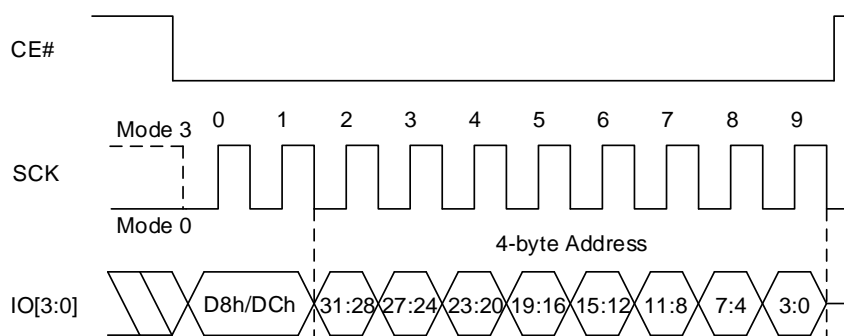 CE#
Mode 3 0 1 2 3 4 5 6 7 8 9
SCK
Mode 0
4-byte Address
IO[3:0] D8h/DCh 31:28 27:24 23:20 19:16 15:12 11:8 7:4 3:0